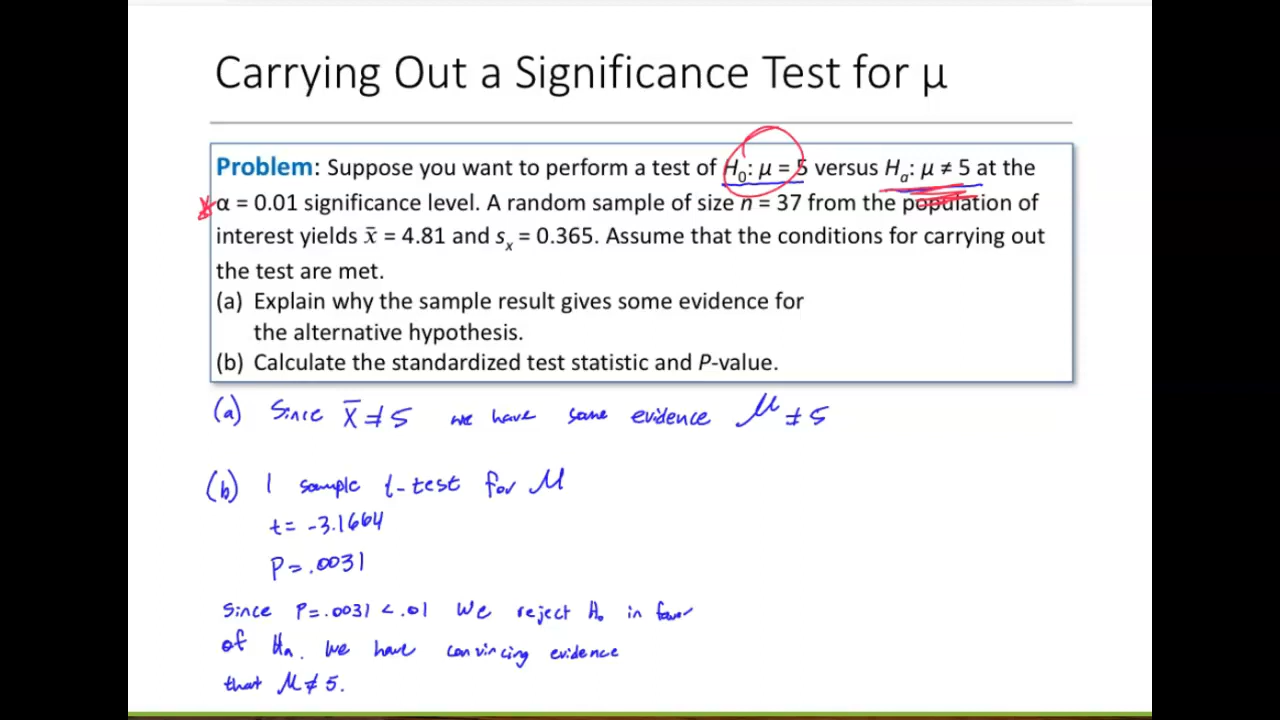 Carrying Out a Significance Test for μ
Problem: Suppose you want to perform a test of H₀: μ = 5 versus Hₐ: μ ≠ 5 at the
α = 0.01 significance level. A random sample of size n = 37 from the population of
interest yields x̄ = 4.81 and sₓ = 0.365. Assume that the conditions for carrying out
the test are met.
(a) Explain why the sample result gives some evidence for
the alternative hypothesis.
(b) Calculate the standardized test statistic and P-value.
(a) Since x̄ ≠ 5 we have some evidence μ ≠ 5
(b) 1 sample t-test for μ
t = -3.1664
P = .0031
Since P = .0031 < .01 We reject H₀ in favor
of Hₐ. We have convincing evidence
that μ ≠ 5.